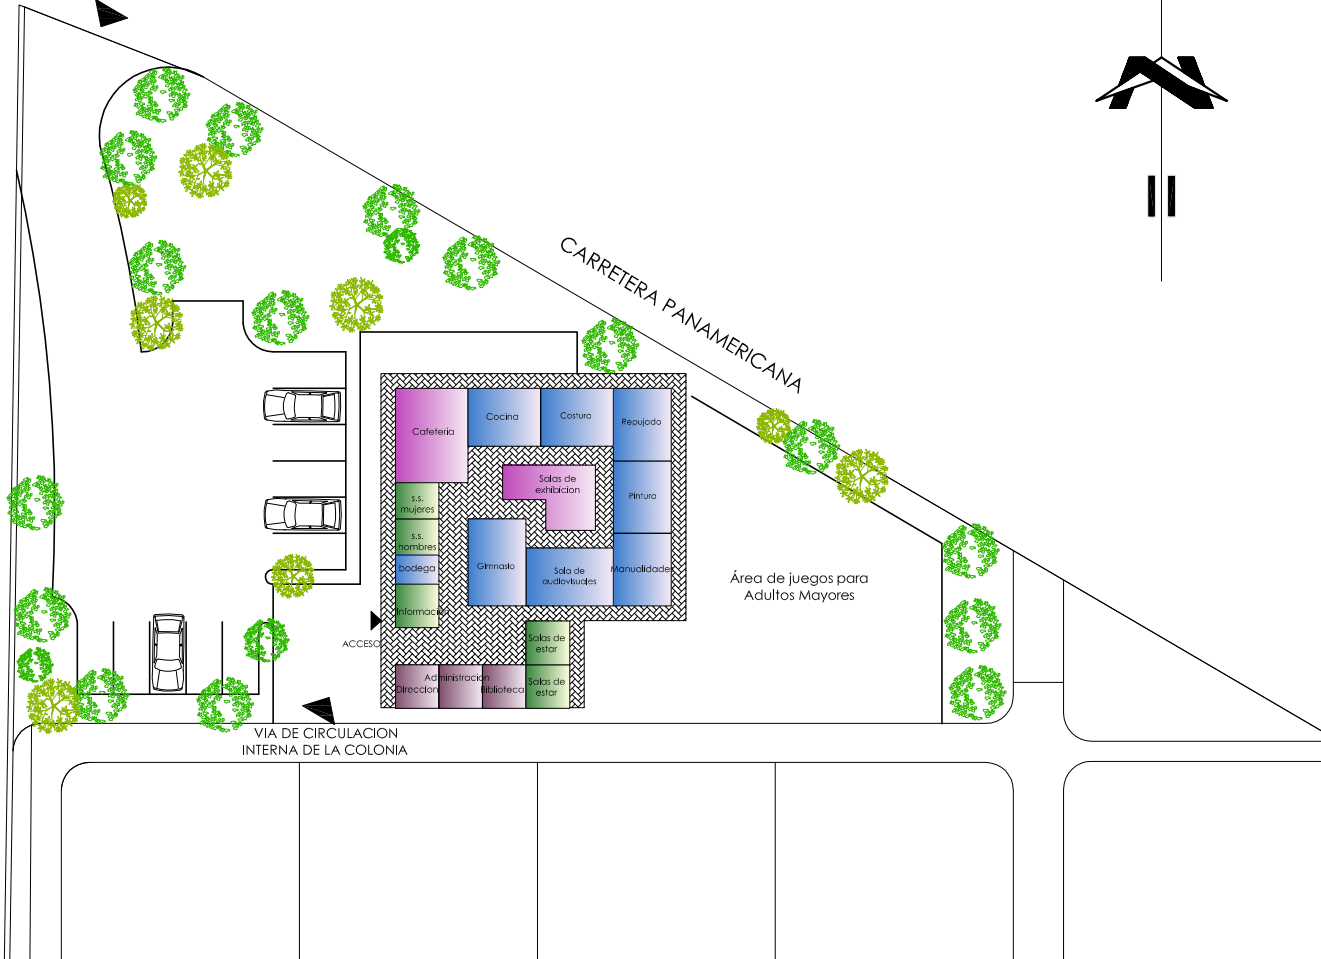 CARRETERA PANAMERICANA
Cafeteria
Cocina
Costura
Repujado
Salas de
exhibicion
Pintura
s.s.
mujeres
s.s.
hombres
bodega
Gimnasio
Sala de
audiovisuales
Manualidades
Informacion
Área de juegos para
Adultos Mayores
ACCESO
Salas de
estar
Direccion
Administracion
Biblioteca
Salas de
estar
VIA DE CIRCULACION
INTERNA DE LA COLONIA